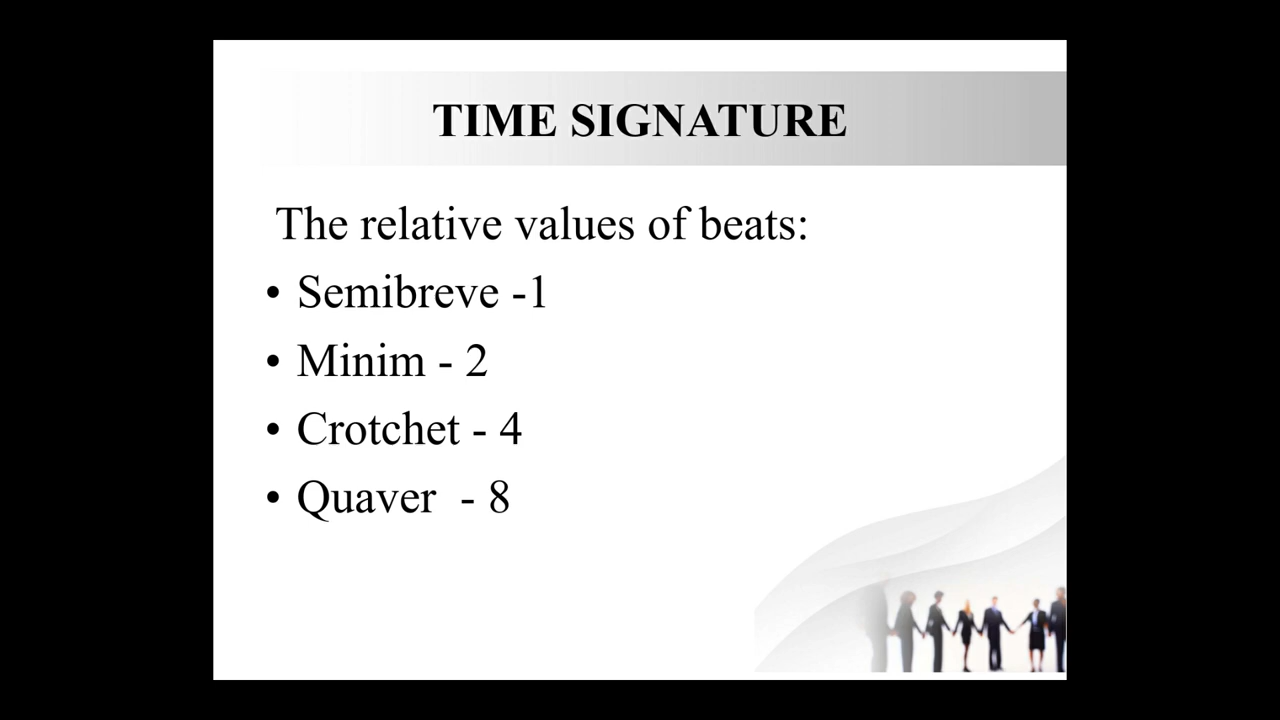 TIME SIGNATURE
The relative values of beats:
• Semibreve -1
• Minim - 2
• Crotchet - 4
• Quaver  - 8